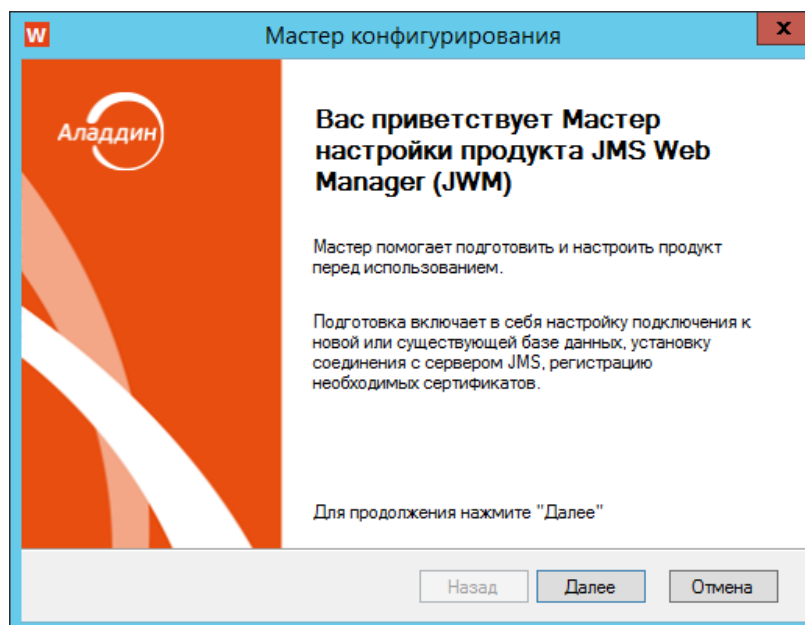 W
Мастер конфигурирования
x
Аладдин
Вас приветствует Мастер
настройки продукта JMS Web
Manager (JWM)
Мастер помогает подготовить и настроить продукт
перед использованием.
Подготовка включает в себя настройку подключения к
новой или существующей базе данных, установку
соединения с сервером JMS, регистрацию
необходимых сертификатов.
Для продолжения нажмите "Далее"
Назад
Далее
Отмена